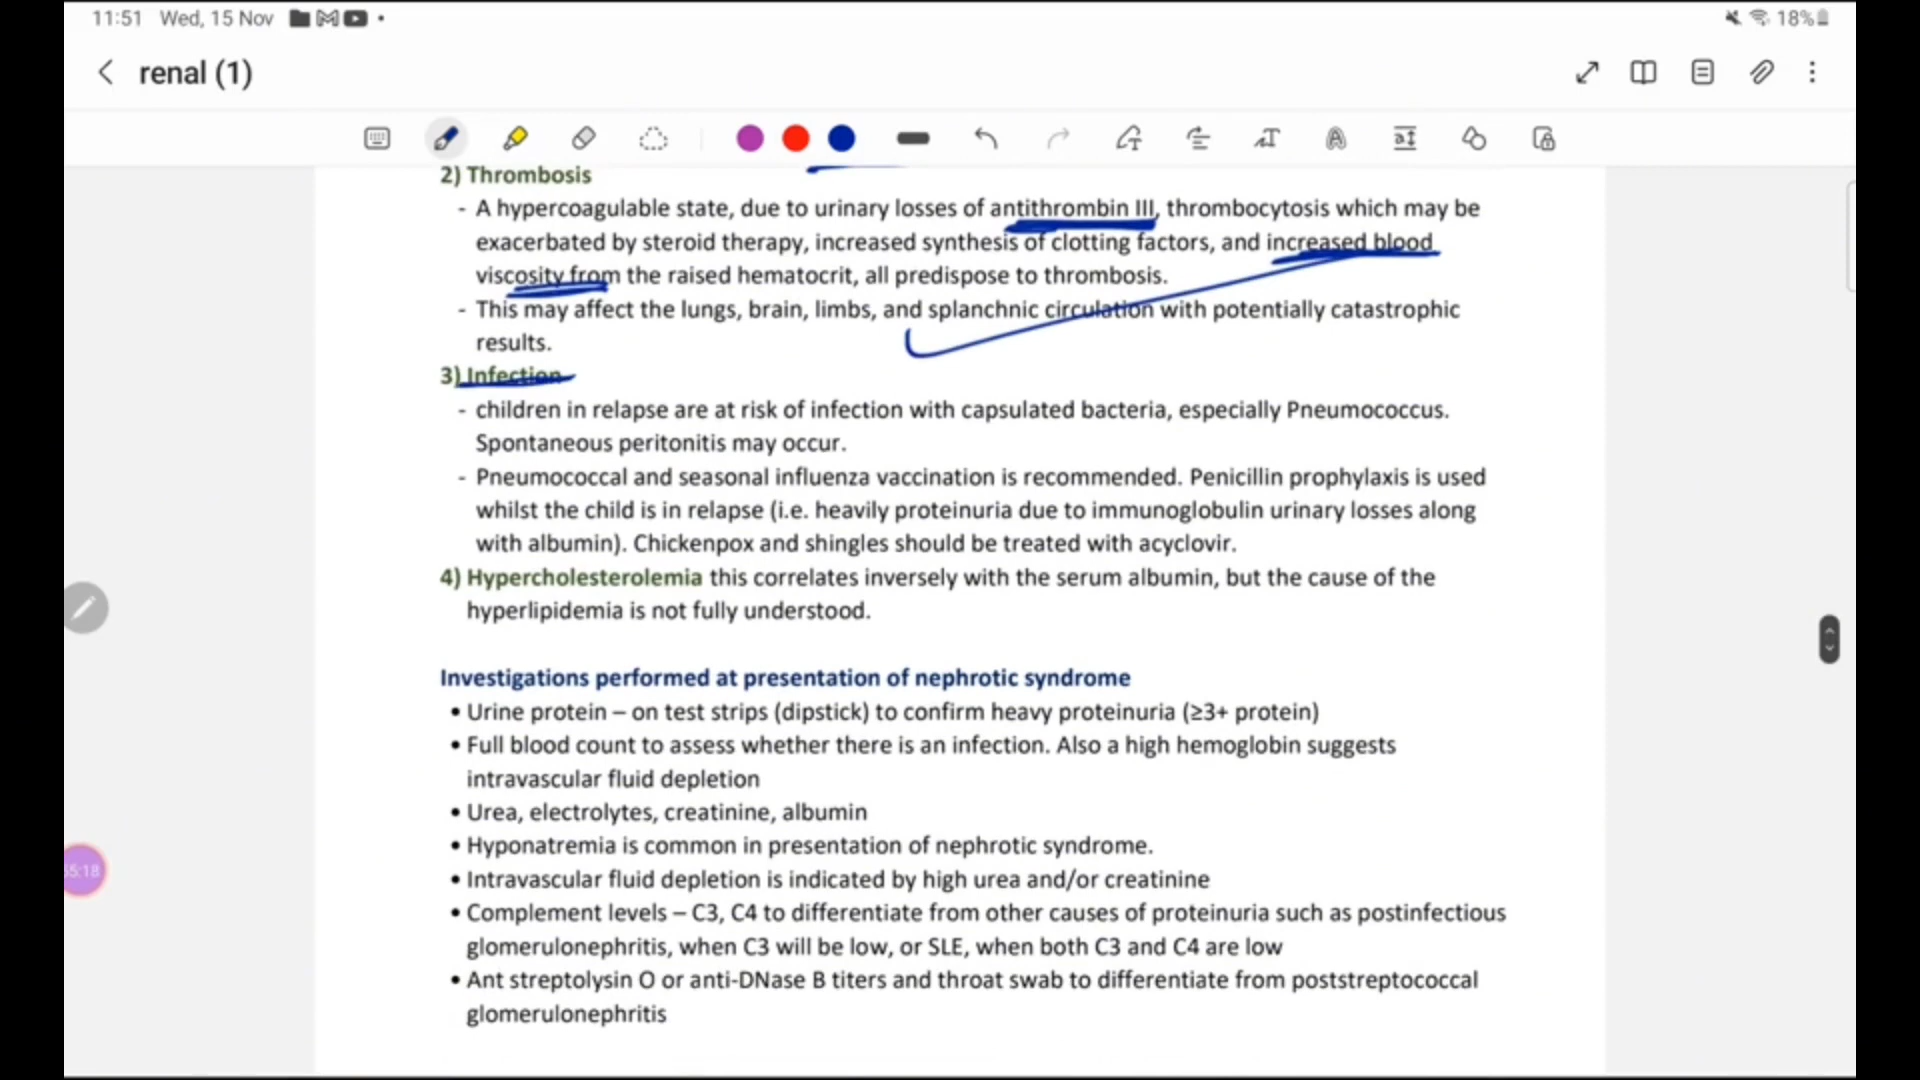 11:51 Wed, 15 Nov
18%
renal (1)
2) Thrombosis
- A hypercoagulable state, due to urinary losses of antithrombin III, thrombocytosis which may be
exacerbated by steroid therapy, increased synthesis of clotting factors, and increased blood
viscosity from the raised hematocrit, all predispose to thrombosis.
- This may affect the lungs, brain, limbs, and splanchnic circulation with potentially catastrophic
results.
3) Infection
- children in relapse are at risk of infection with capsulated bacteria, especially Pneumococcus.
Spontaneous peritonitis may occur.
- Pneumococcal and seasonal influenza vaccination is recommended. Penicillin prophylaxis is used
whilst the child is in relapse (i.e. heavily proteinuria due to immunoglobulin urinary losses along
with albumin). Chickenpox and shingles should be treated with acyclovir.
4) Hypercholesterolemia this correlates inversely with the serum albumin, but the cause of the
hyperlipidemia is not fully understood.
Investigations performed at presentation of nephrotic syndrome
• Urine protein – on test strips (dipstick) to confirm heavy proteinuria (≥3+ protein)
• Full blood count to assess whether there is an infection. Also a high hemoglobin suggests
intravascular fluid depletion
• Urea, electrolytes, creatinine, albumin
• Hyponatremia is common in presentation of nephrotic syndrome.
• Intravascular fluid depletion is indicated by high urea and/or creatinine
• Complement levels – C3, C4 to differentiate from other causes of proteinuria such as postinfectious
glomerulonephritis, when C3 will be low, or SLE, when both C3 and C4 are low
• Ant streptolysin O or anti-DNase B titers and throat swab to differentiate from poststreptococcal
glomerulonephritis